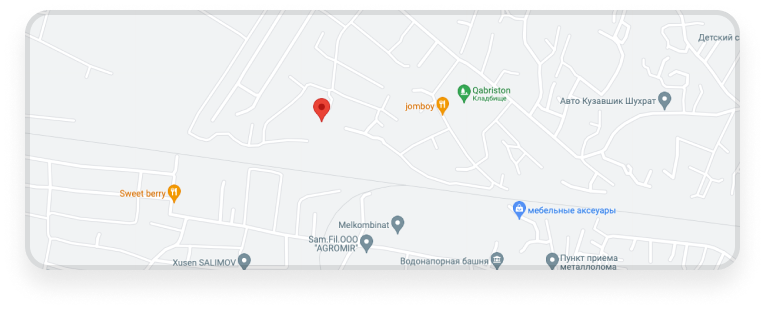 Детский с
Qabriston
Кладбище
jomboy
Авто Кузавшик Шухрат
Sweet berry
мебельные аксеуары
Melkombinat
Sam.Fil.OOO
"AGROMIR"
Xusen SALIMOV
Водонапорная башня
Пункт приема
металлолома